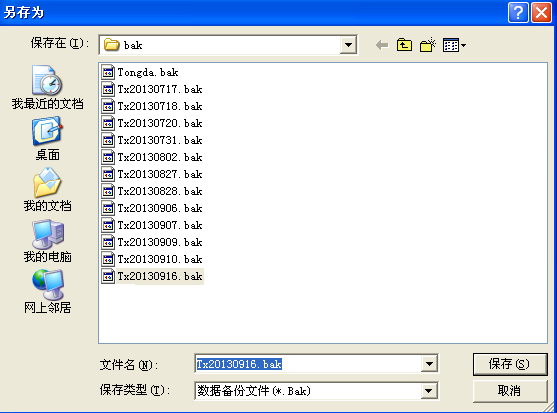 另存为
保存在(I):
bak
我最近的文档
桌面
我的文档
我的电脑
网上邻居
Tongda.bak
Tx20130717.bak
Tx20130718.bak
Tx20130720.bak
Tx20130731.bak
Tx20130802.bak
Tx20130827.bak
Tx20130828.bak
Tx20130906.bak
Tx20130907.bak
Tx20130909.bak
Tx20130910.bak
Tx20130916.bak
文件名(N):
Tx20130916.bak
保存(S)
保存类型(T):
数据备份文件(*.Bak)
取消